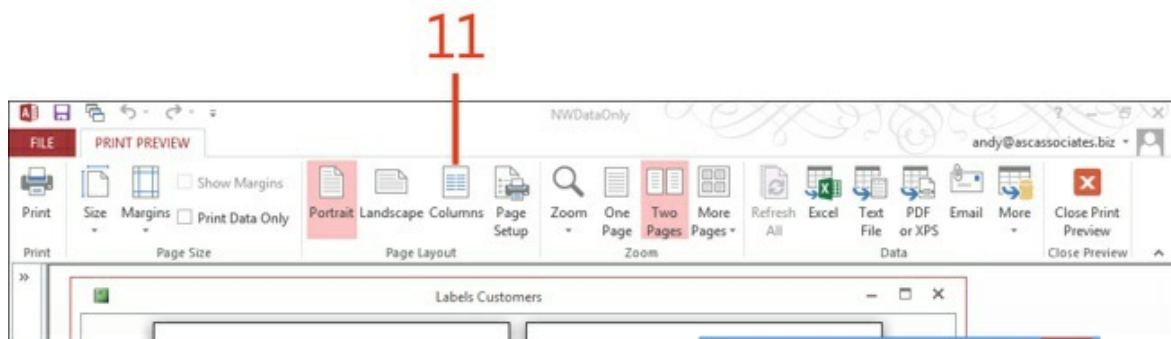 11
NWDataOnly
FILE PRINT PREVIEW andy@ascassociates.biz
Show Margins
Print Size Margins Print Data Only Portrait Landscape Columns Page Setup Zoom One Page Two Pages More Pages Refresh All Excel Text File PDF or XPS Email More Close Print Preview
Print Page Size Page Layout Zoom Data Close Preview
» Labels Customers